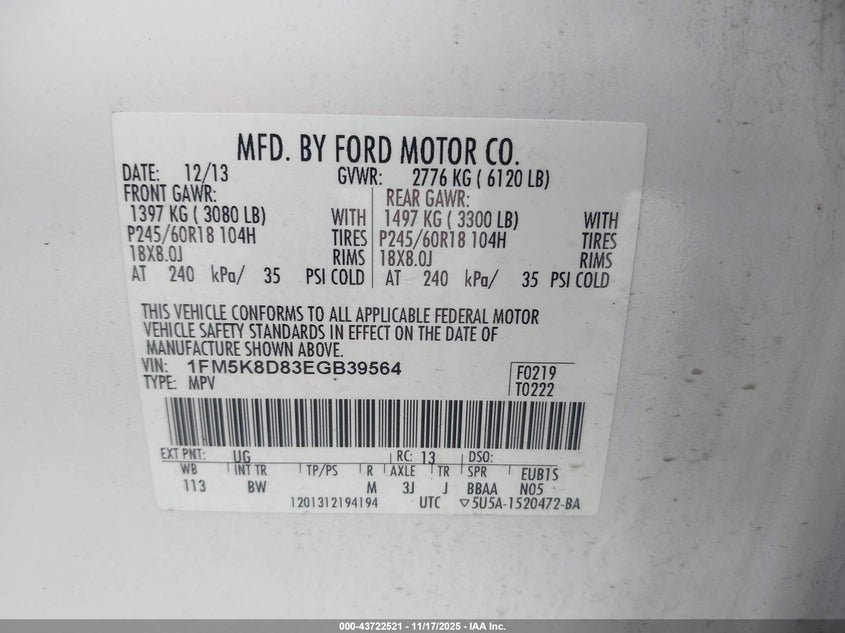 MFD. BY FORD MOTOR CO.
DATE: 12/13 GVWR: 2776 KG ( 6120 LB)
FRONT GAWR: REAR GAWR:
1397 KG ( 3080 LB) WITH 1497 KG ( 3300 LB) WITH
P245/60R18 104H TIRES P245/60R18 104H TIRES
18X8.0J RIMS 18X8.0J RIMS
AT 240 kPa/ 35 PSI COLD AT 240 kPa/ 35 PSI COLD
THIS VEHICLE CONFORMS TO ALL APPLICABLE FEDERAL MOTOR
VEHICLE SAFETY STANDARDS IN EFFECT ON THE DATE OF
MANUFACTURE SHOWN ABOVE.
VIN: 1FM5K8D83EGB39564 F0219
TYPE: MPV T0222
EXT PNT: UG RC: 13 DSO:
WB INT TR TP/PS R AXLE TR SPR EUB1S
113 BW M 3J J BBAA N05
1201312194194 UTC ▽5U5A-1520472-BA
000-43722521 - 11/17/2025 - IAA Inc.